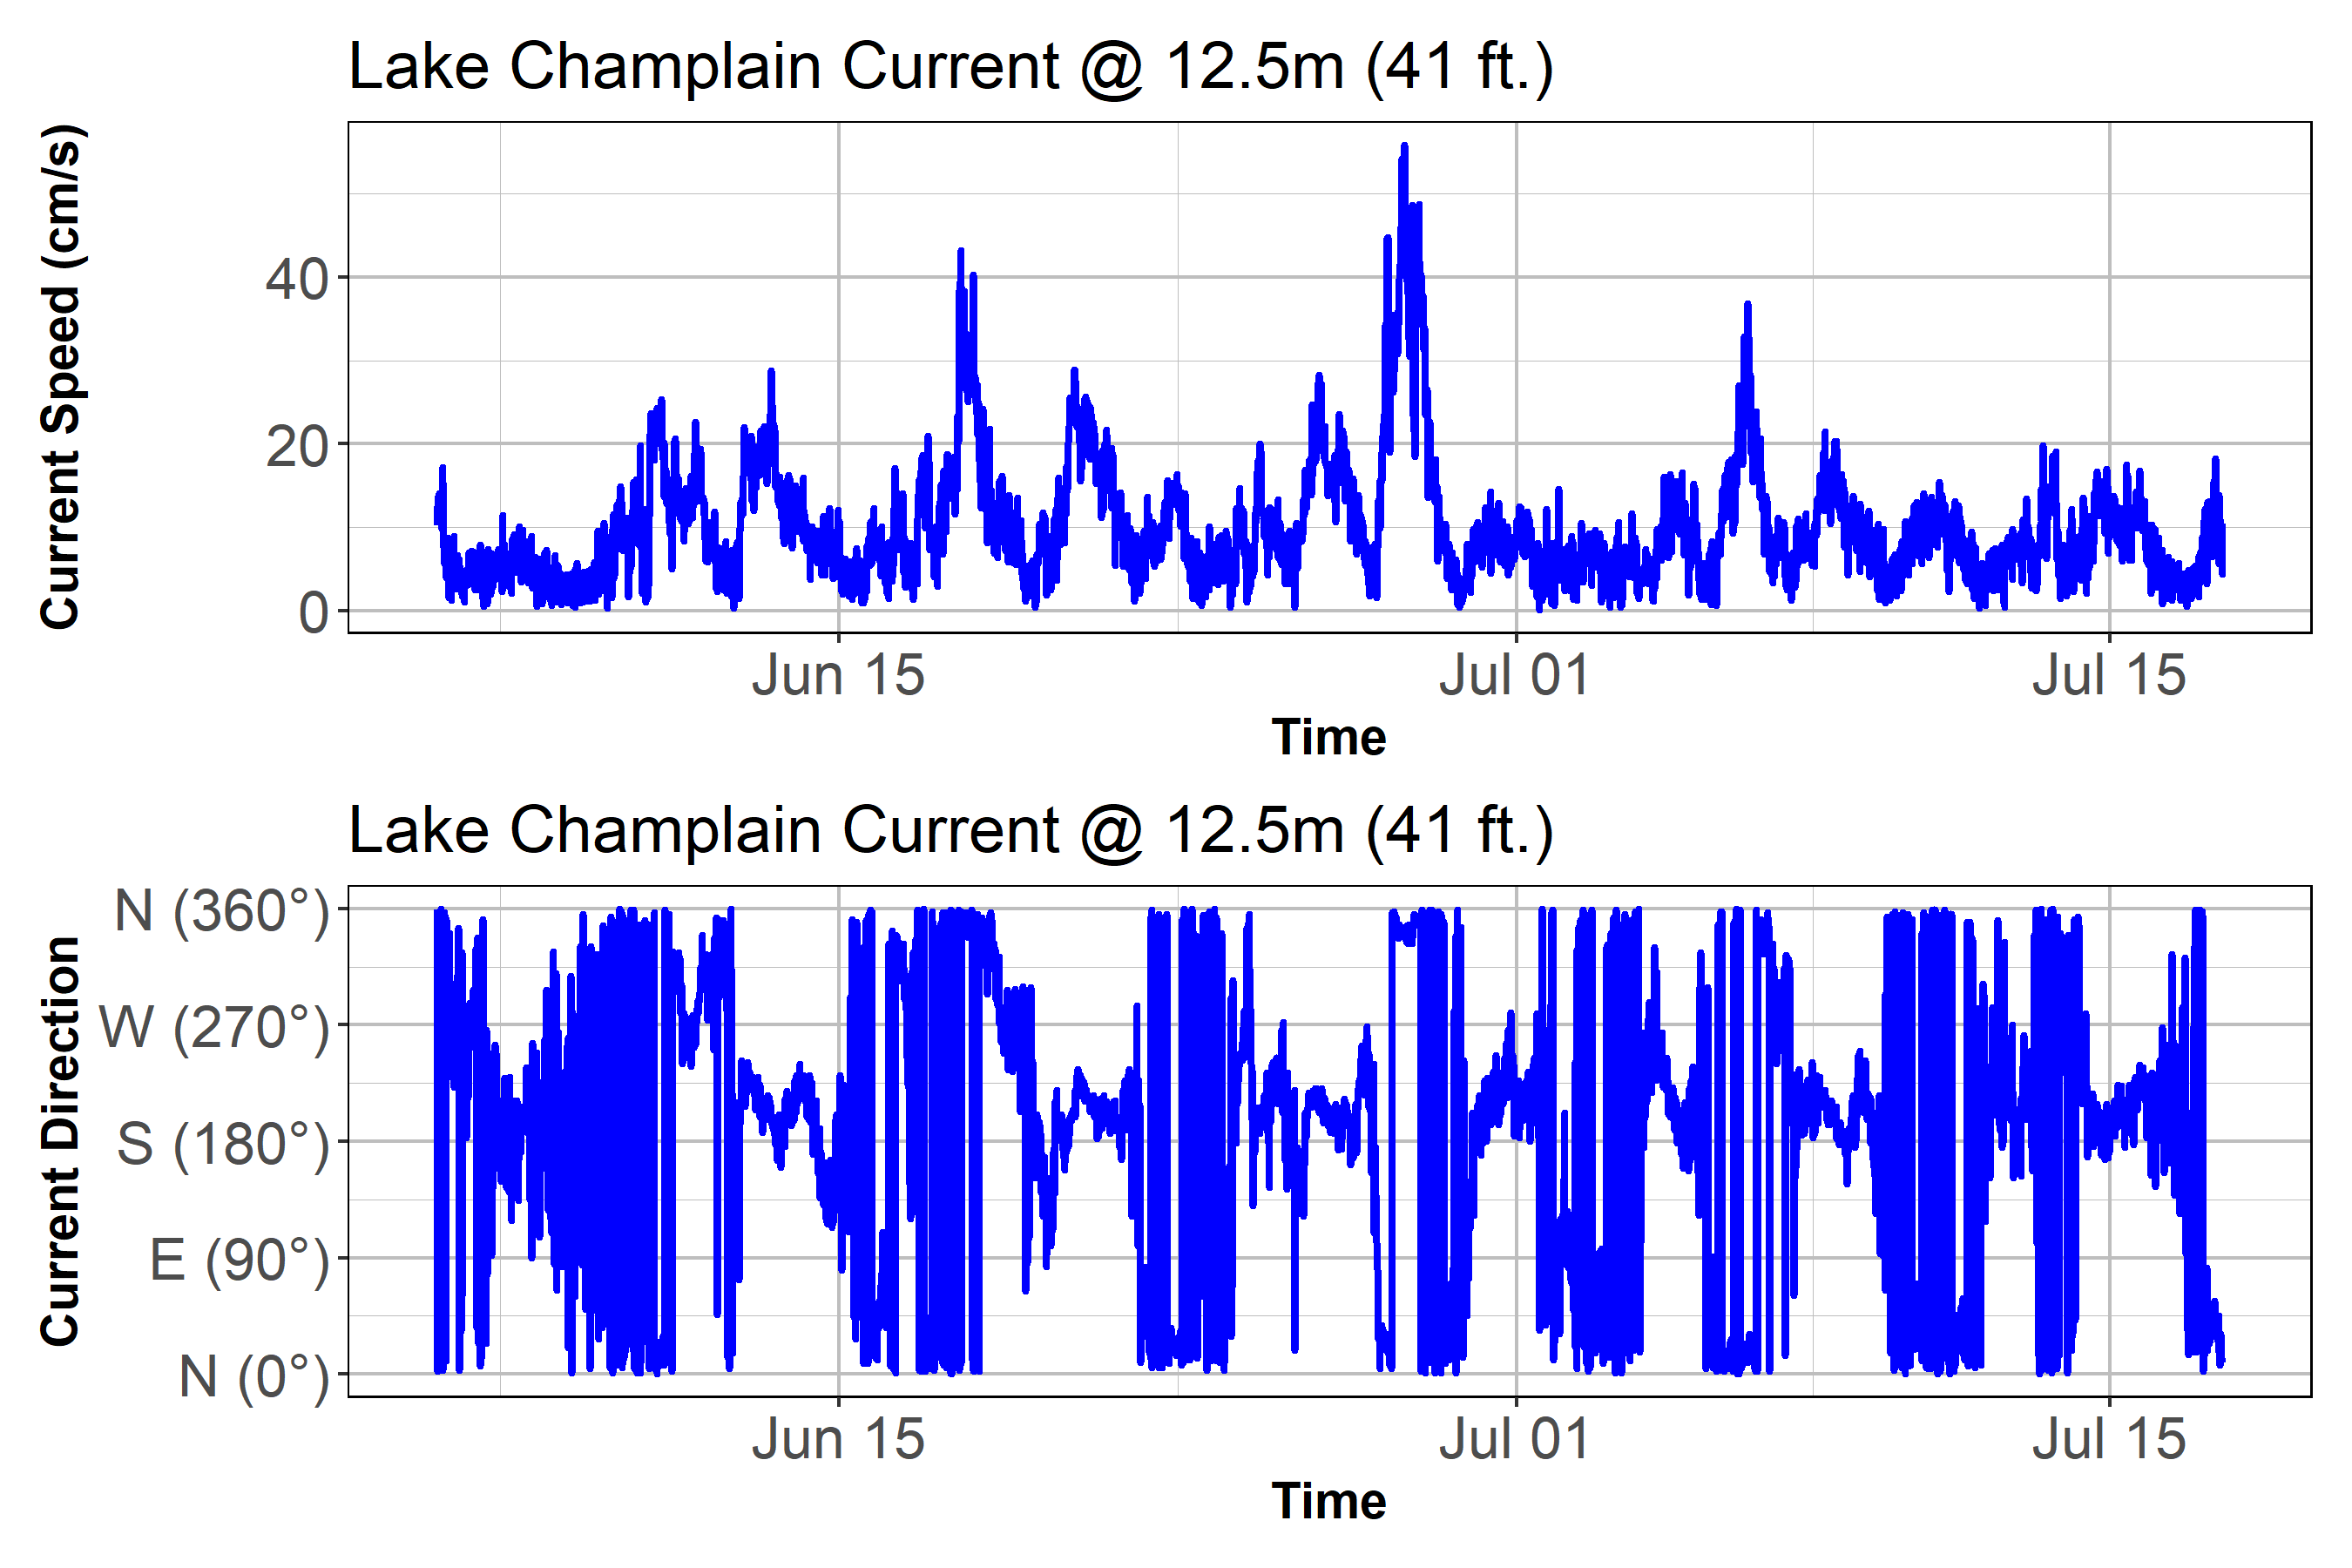 Lake Champlain Current @ 12.5m (41 ft.)
Current Speed (cm/s)
40
20
0
Jun 15
Jul 01
Jul 15
Time
Lake Champlain Current @ 12.5m (41 ft.)
Current Direction
N (360°)
W (270°)
S (180°)
E (90°)
N (0°)
Jun 15
Jul 01
Jul 15
Time